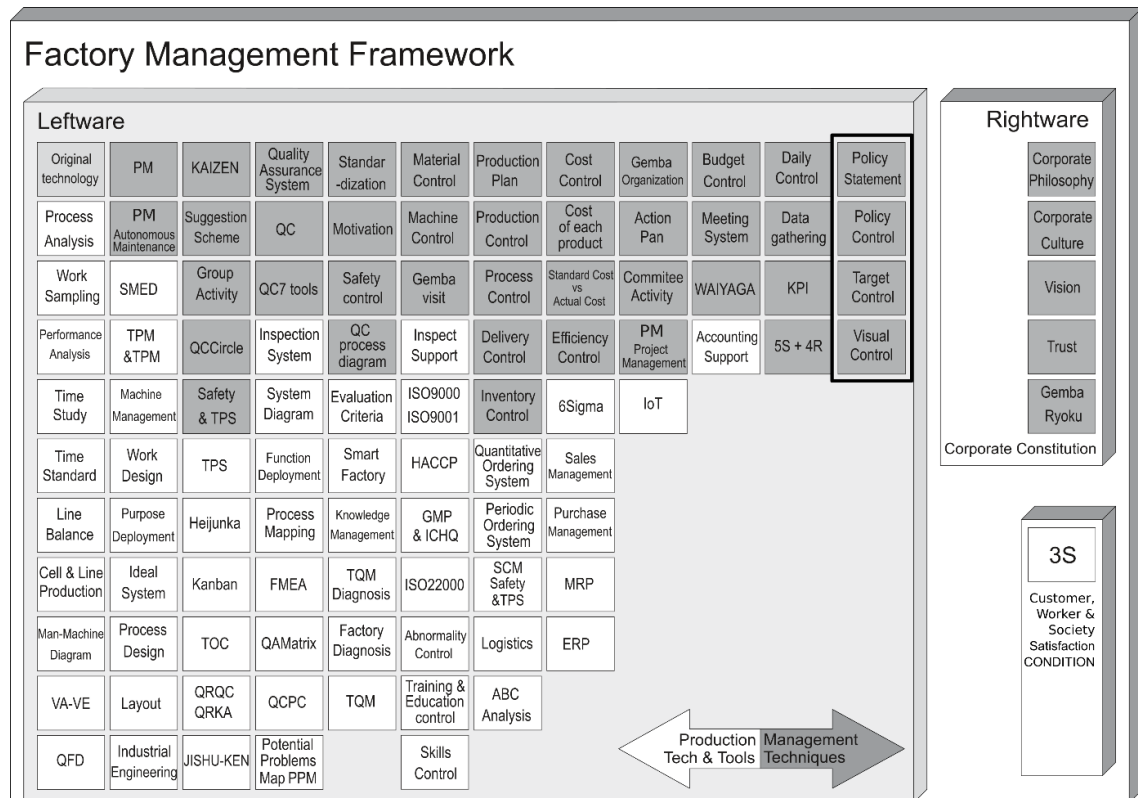 Factory Management Framework
Leftware
Original
technology
PM
KAIZEN
Quality
Assurance
System
Standar
-dization
Material
Control
Production
Plan
Cost
Control
Gemba
Organization
Budget
Control
Daily
Control
Policy
Statement
Process
Analysis
PM
Autonomous
Maintenance
Suggestion
Scheme
QC
Motivation
Machine
Control
Production
Control
Cost
of each
product
Action
Pan
Meeting
System
Data
gathering
Policy
Control
Work
Sampling
SMED
Group
Activity
QC7 tools
Safety
control
Gemba
visit
Process
Control
Standard Cost
vs
Actual Cost
Commitee
Activity
WAIYAGA
KPI
Target
Control
Performance
Analysis
TPM
&TPM
QCCircle
Inspection
System
QC
process
diagram
Inspect
Support
Delivery
Control
Efficiency
Control
PM
Project
Management
Accounting
Support
5S + 4R
Visual
Control
Time
Study
Machine
Management
Safety
& TPS
System
Diagram
Evaluation
Criteria
ISO9000
ISO9001
Inventory
Control
6Sigma
IoT
Time
Standard
Work
Design
TPS
Function
Deployment
Smart
Factory
HACCP
Quantitative
Ordering
System
Sales
Management
Line
Balance
Purpose
Deployment
Heijunka
Process
Mapping
Knowledge
Management
GMP
& ICHQ
Periodic
Ordering
System
Purchase
Management
Cell & Line
Production
Ideal
System
Kanban
FMEA
TQM
Diagnosis
ISO22000
SCM
Safety
&TPS
MRP
Man-Machine
Diagram
Process
Design
TOC
QAMatrix
Factory
Diagnosis
Abnormality
Control
Logistics
ERP
VA-VE
Layout
QRQC
QRKA
QCPC
TQM
Training &
Education
control
ABC
Analysis
QFD
Industrial
Engineering
JISHU-KEN
Potential
Problems
Map PPM
Skills
Control
Production
Tech & Tools
Management
Techniques
Rightware
Corporate
Philosophy
Corporate
Culture
Vision
Trust
Gemba
Ryoku
Corporate Constitution
3S
Customer,
Worker &
Society
Satisfaction
CONDITION